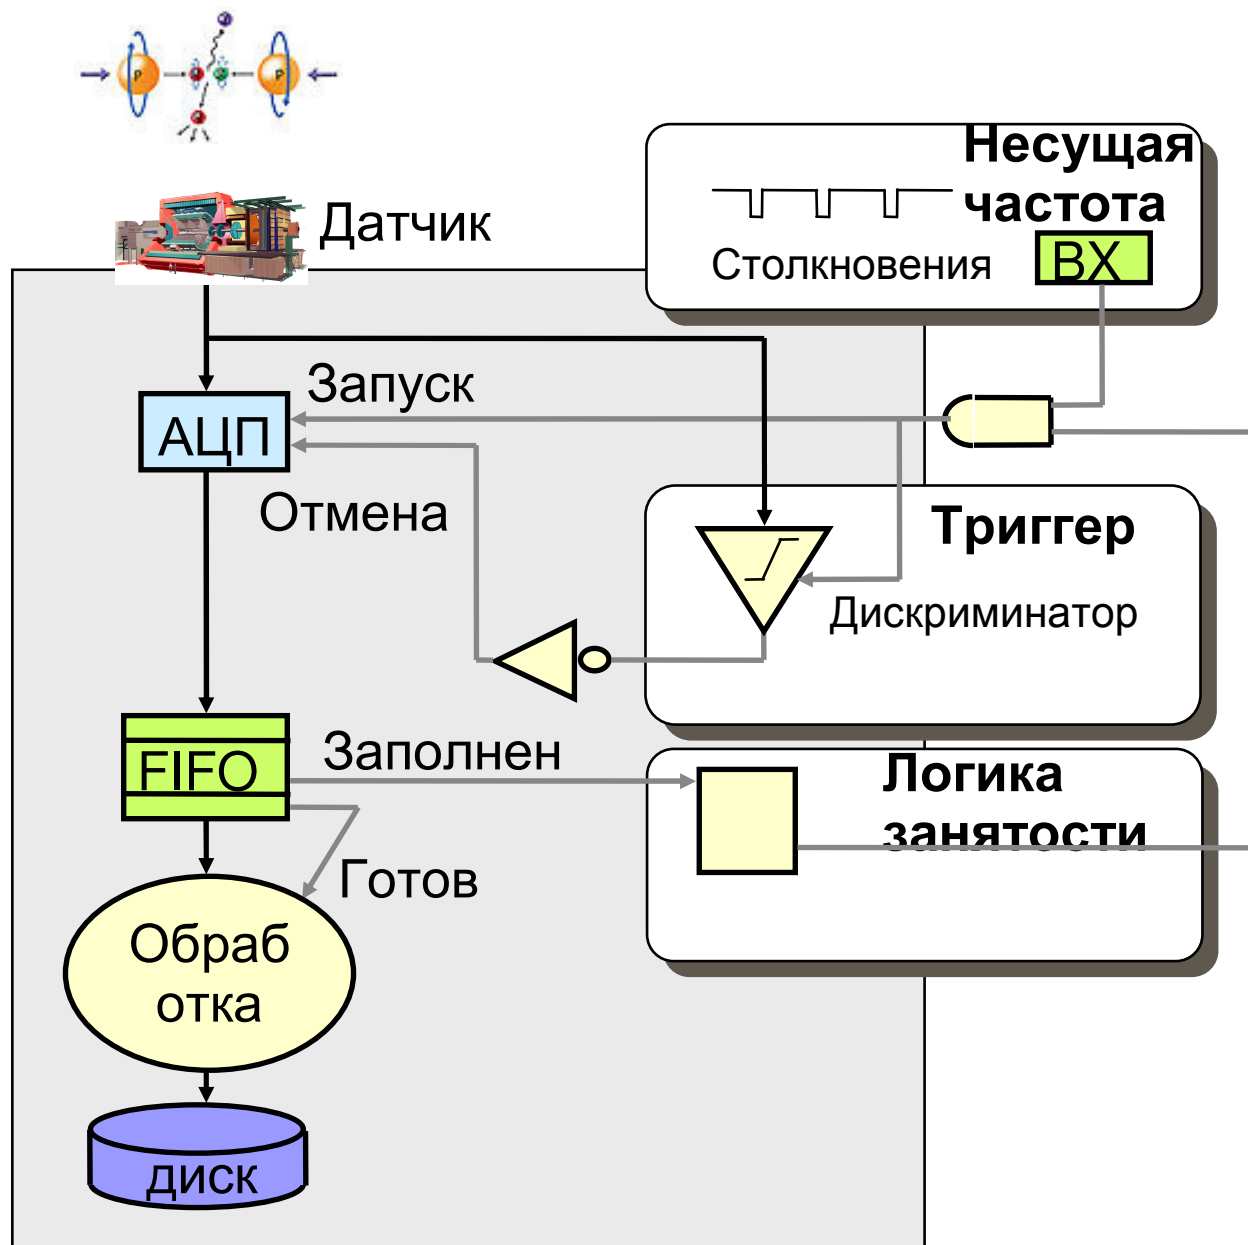 P
P
Несущая
частота
Датчик
Столкновения
BX
Запуск
АЦП
Отмена
Триггер
Дискриминатор
Заполнен
FIFO
Логика
занятости
Готов
Обраб
отка
диск